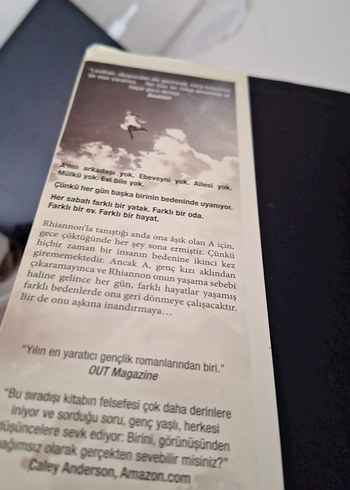 A'nın arkadaşı yok. Ebeveyni yok. Ailesi yok.
Mülkü yok. Evi bile yok.
Çünkü her gün başka birinin bedeninde uyanıyor.
Her sabah farklı bir yatak. Farklı bir oda.
Farklı bir ev. Farklı bir hayat.
Rhiannon'la tanıştığı anda ona âşık olan A için,
gece çöktüğünde her şey sona ermiştir. Çünkü
hiçbir zaman bir insanın bedenine ikinci kez
girememektedir. Ancak A, genç kızı aklından
çıkaramayınca ve Rhiannon onun yaşama sebebi
haline gelince her gün, farklı hayatlar yaşamış
farklı bedenlerde ona geri dönmeye çalışacaktır.
Bir de onu aşkına inandırmaya...
"Yılın en yaratıcı gençlik romanlarından biri."
OUT Magazine
"Bu sıradışı kitabın felsefesi çok daha derinlere
iniyor ve sorduğu soru, genç yaşlı, herkesi
düşüncelere sevk ediyor: Birini, görünüşünden
bağımsız olarak gerçekten sevebilir misiniz?"
Caley Anderson, Amazon.com